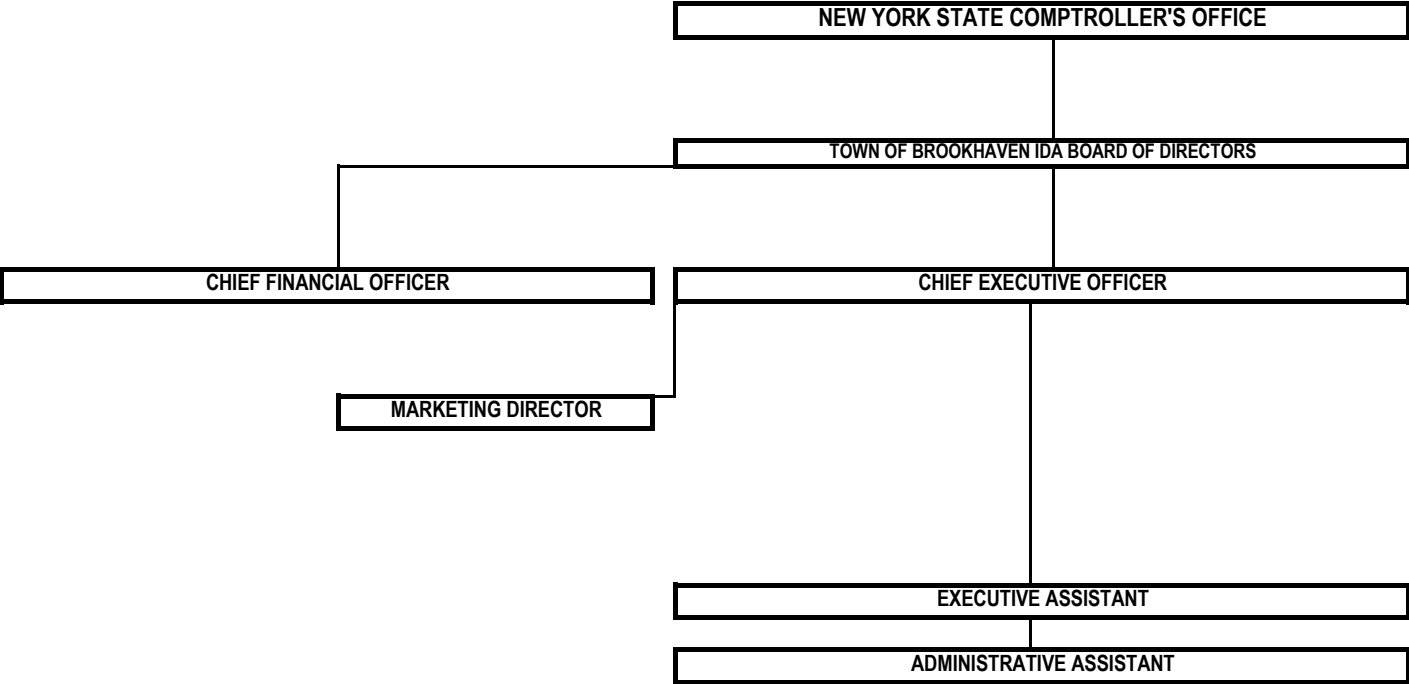 NEW YORK STATE COMPTROLLER'S OFFICE
TOWN OF BROOKHAVEN IDA BOARD OF DIRECTORS
CHIEF FINANCIAL OFFICER
CHIEF EXECUTIVE OFFICER
MARKETING DIRECTOR
EXECUTIVE ASSISTANT
ADMINISTRATIVE ASSISTANT